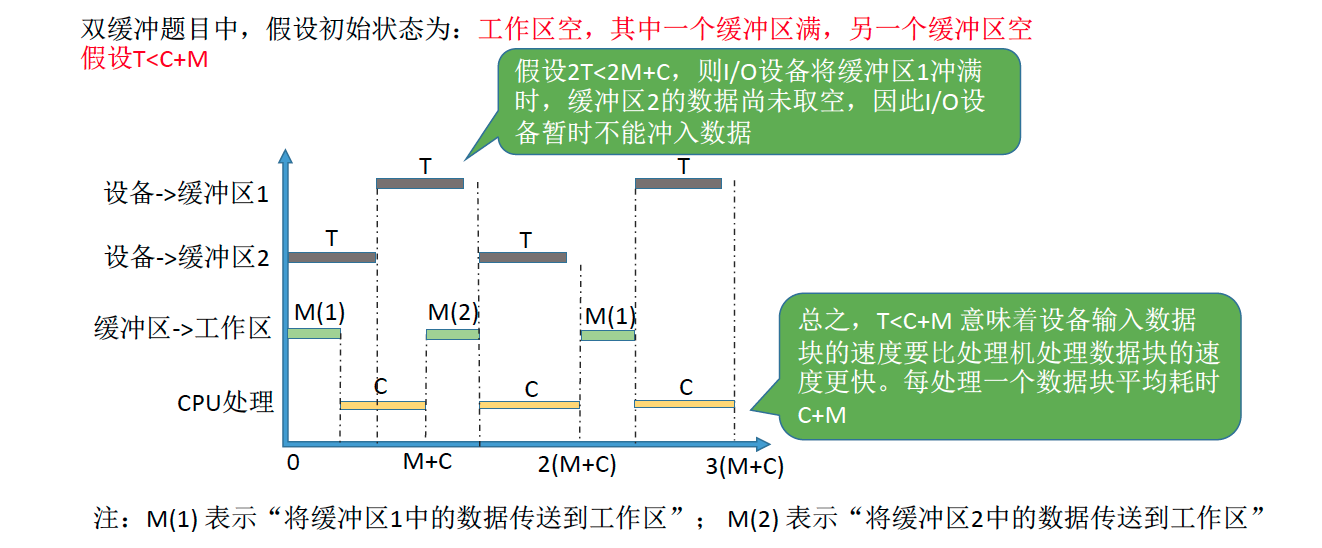 双缓冲题目中，假设初始状态为：工作区空，其中一个缓冲区满，另一个缓冲区空
假设T<C+M
假设2T<2M+C，则I/O设备将缓冲区1冲满
时，缓冲区2的数据尚未取空，因此I/O设
备暂时不能冲入数据
设备->缓冲区1
T
T
设备->缓冲区2
T
T
缓冲区->工作区
M(1)
M(2)
M(1)
CPU处理
C
C
C
总之，T<C+M 意味着设备输入数据
块的速度要比处理机处理数据块的速
度更快。每处理一个数据块平均耗时
C+M
0
M+C
2(M+C)
3(M+C)
注：M(1) 表示“将缓冲区1中的数据传送到工作区”； M(2) 表示“将缓冲区2中的数据传送到工作区”